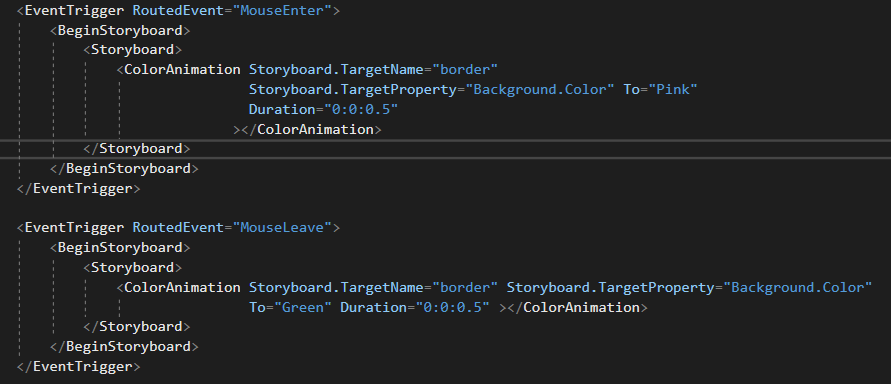 <EventTrigger RoutedEvent="MouseEnter">
    <BeginStoryboard>
        <Storyboard>
            <ColorAnimation Storyboard.TargetName="border"
                            Storyboard.TargetProperty="Background.Color" To="Pink"
                            Duration="0:0:0.5"
                          ></ColorAnimation>
        </Storyboard>
    </BeginStoryboard>
</EventTrigger>

<EventTrigger RoutedEvent="MouseLeave">
    <BeginStoryboard>
        <Storyboard>
            <ColorAnimation Storyboard.TargetName="border" Storyboard.TargetProperty="Background.Color"
                            To="Green" Duration="0:0:0.5" ></ColorAnimation>
        </Storyboard>
    </BeginStoryboard>
</EventTrigger>